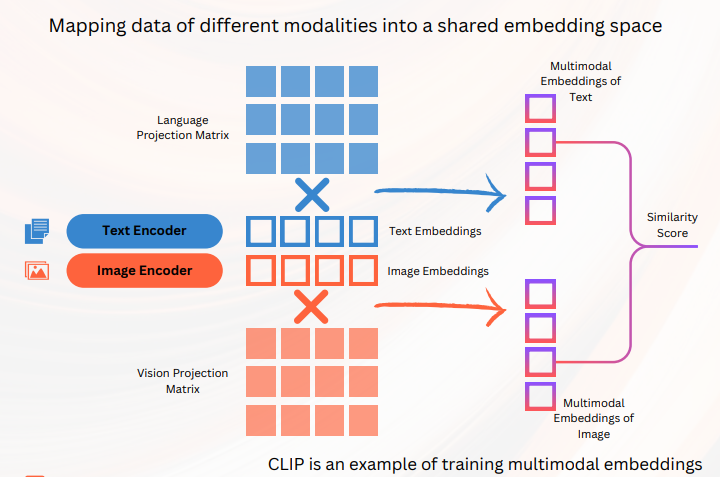 Mapping data of different modalities into a shared embedding space
Multimodal
Embeddings of
Text
Language
Projection Matrix
Text Encoder
Text Embeddings
Similarity
Score
Image Encoder
Image Embeddings
Vision Projection
Matrix
Multimodal
Embeddings of
Image
CLIP is an example of training multimodal embeddings